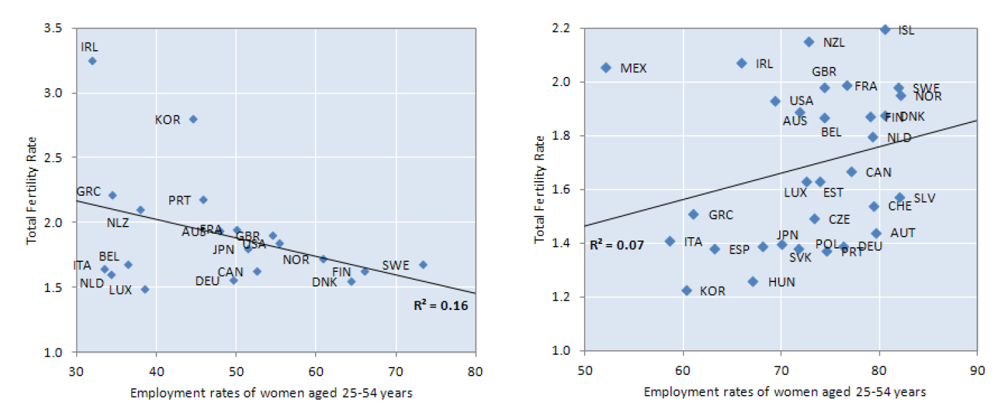 3.5
IRL
3.0
KOR
2.5
GRC
PRT
NLZ
2.0
AUS FRA
GBR
USA
JPN
BEL
NOR
ITA
SWE
NLD
CAN
FIN
LUX
DEU
DNK
1.5
R² = 0.16
1.0
30 40 50 60 70 80
Total Fertility Rate
Employment rates of women aged 25-54 years
2.2
ISL
NZL
MEX
IRL
GBR
2.0
FRA
SWE
NOR
USA
AUS
FIN DNK
BEL
1.8
NLD
CAN
1.6
LUX EST
SLV
CHE
GRC
CZE
AUT
R² = 0.07
ITA
JPN
1.4
ESP
POL
DEU
SVK
PRT
HUN
KOR
1.2
1.0
50 60 70 80 90
Total Fertility Rate
Employment rates of women aged 25-54 years